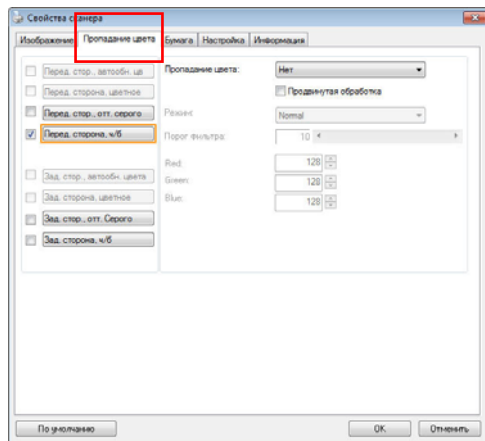 Свойства сканера
Изображение Пропадание цвета Бумага Настройка Информация
Перед. стор., автообн. цв
Перед. сторона, цветное
Перед. стор., отт. серого
Перед. сторона, ч/б
Зад. стор., автообн. цвета
Зад. сторона, цветное
Зад. стор., отт. Серого
Зад. сторона, ч/б
Пропадание цвета: Нет
Продвинутая обработка
Режим: Normal
Порог фильтра: 10
Red: 128
Green: 128
Blue: 128
По умолчанию OK Отменить